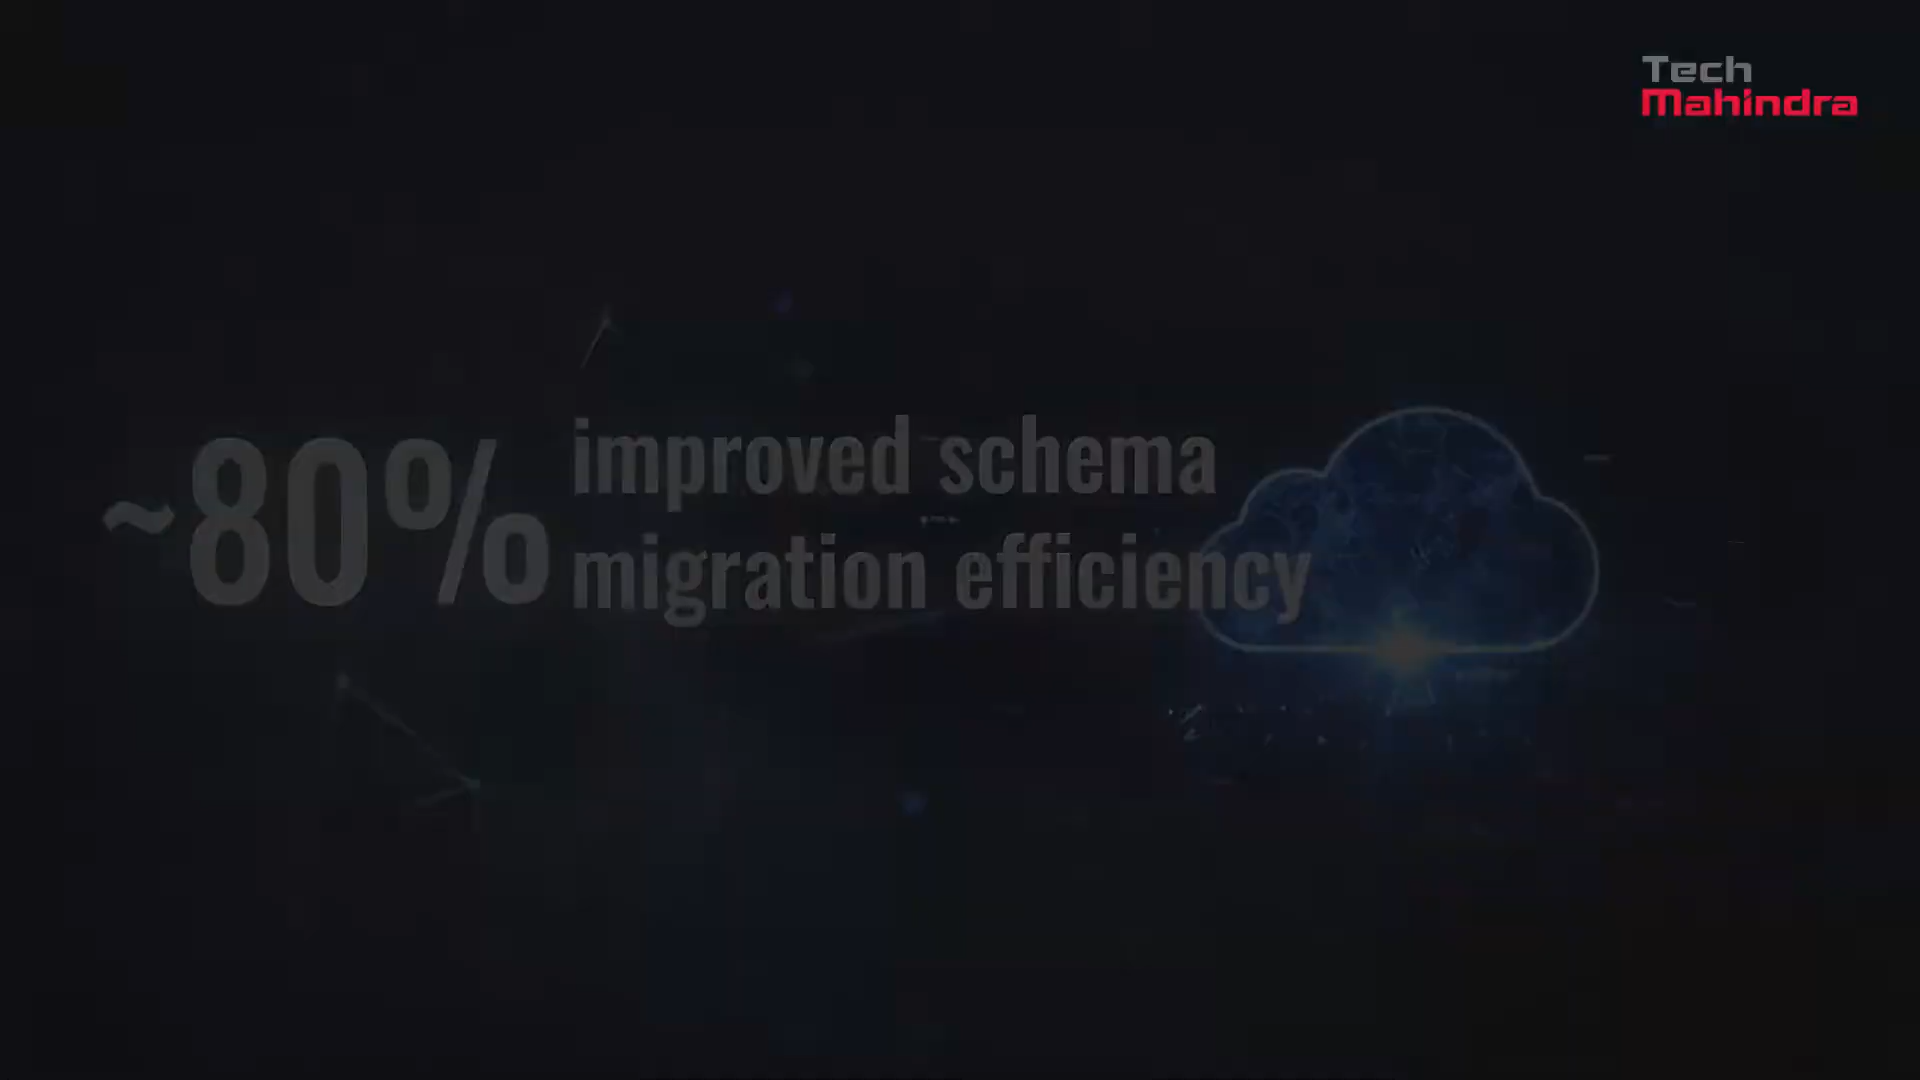 Tech
Mahindra
~80%
improved schema
migration efficiency